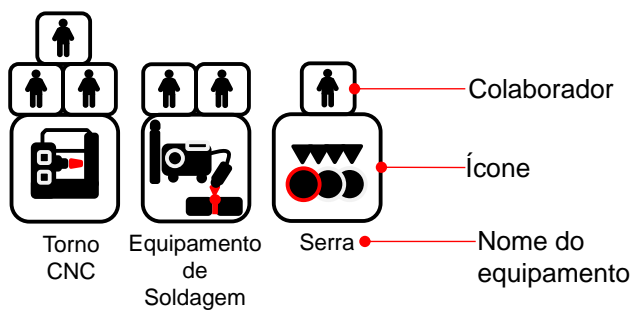 Colaborador
Ícone
Torno
CNC
Equipamento
de
Soldagem
Serra
Nome do
equipamento